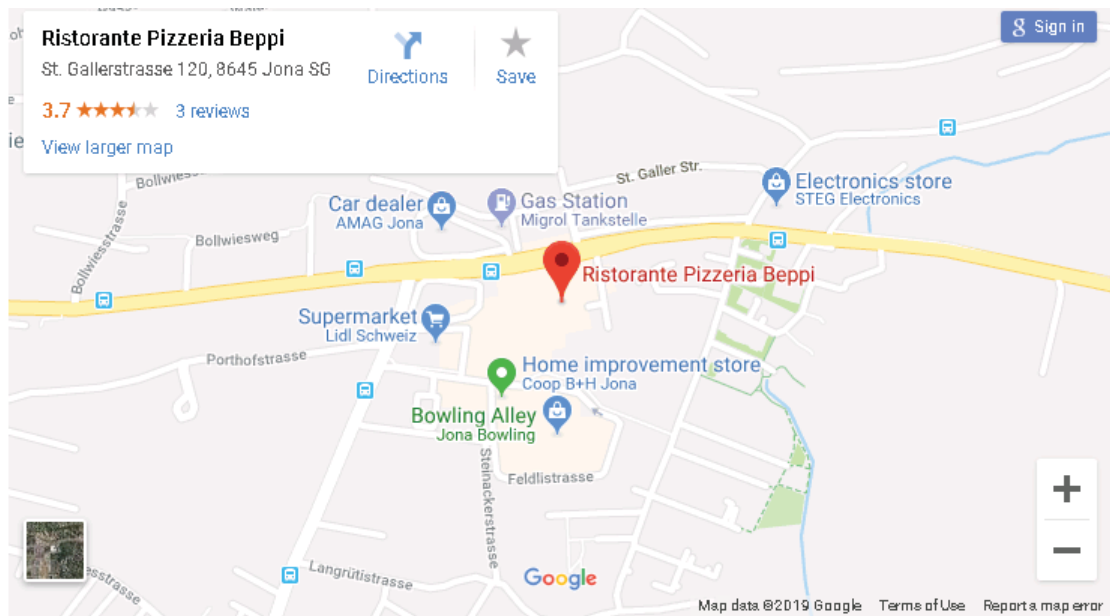 Ristorante Pizzeria Beppi
St. Gallerstrasse 120, 8645 Jona SG
3.7
3 reviews
View larger map
Directions
Save
Sign in
Bollwiesstrasse
Bollwiesweg
Car dealer
AMAG Jona
Gas Station
Migrol Tankstelle
St. Galler Str.
Electronics store
STEG Electronics
Ristorante Pizzeria Beppi
Supermarket
Lidl Schweiz
Porthofstrasse
Home improvement store
Coop B+H Jona
Bowling Alley
Jona Bowling
Steinackerstrasse
Feldlistrasse
Langrütistrasse
Google
Map data ©2019 Google
Terms of Use
Report a map error